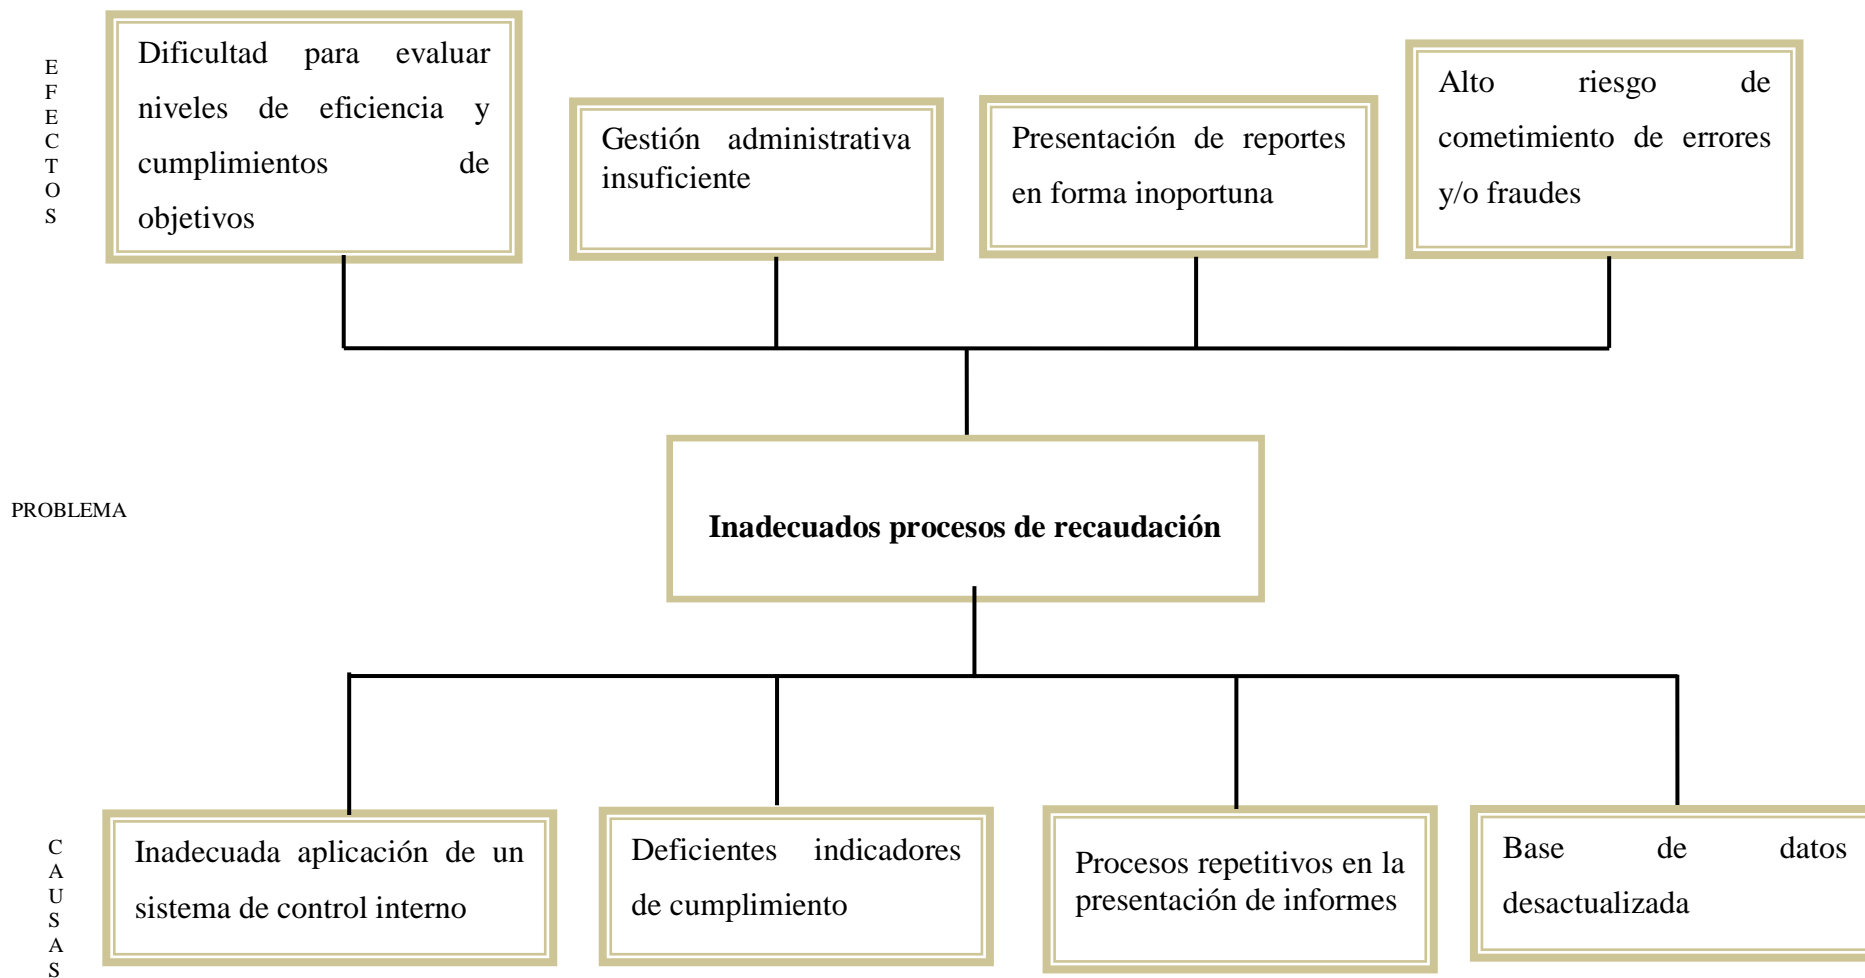 E
F
E
C
T
O
S
Dificultad para evaluar
niveles de eficiencia y
cumplimientos de
objetivos
Gestión administrativa
insuficiente
Presentación de reportes
en forma inoportuna
Alto riesgo de
cometimiento de errores
y/o fraudes
PROBLEMA
Inadecuados procesos de recaudación
C
A
U
S
A
S
Inadecuada aplicación de un
sistema de control interno
Deficientes indicadores
de cumplimiento
Procesos repetitivos en la
presentación de informes
Base de datos
desactualizada